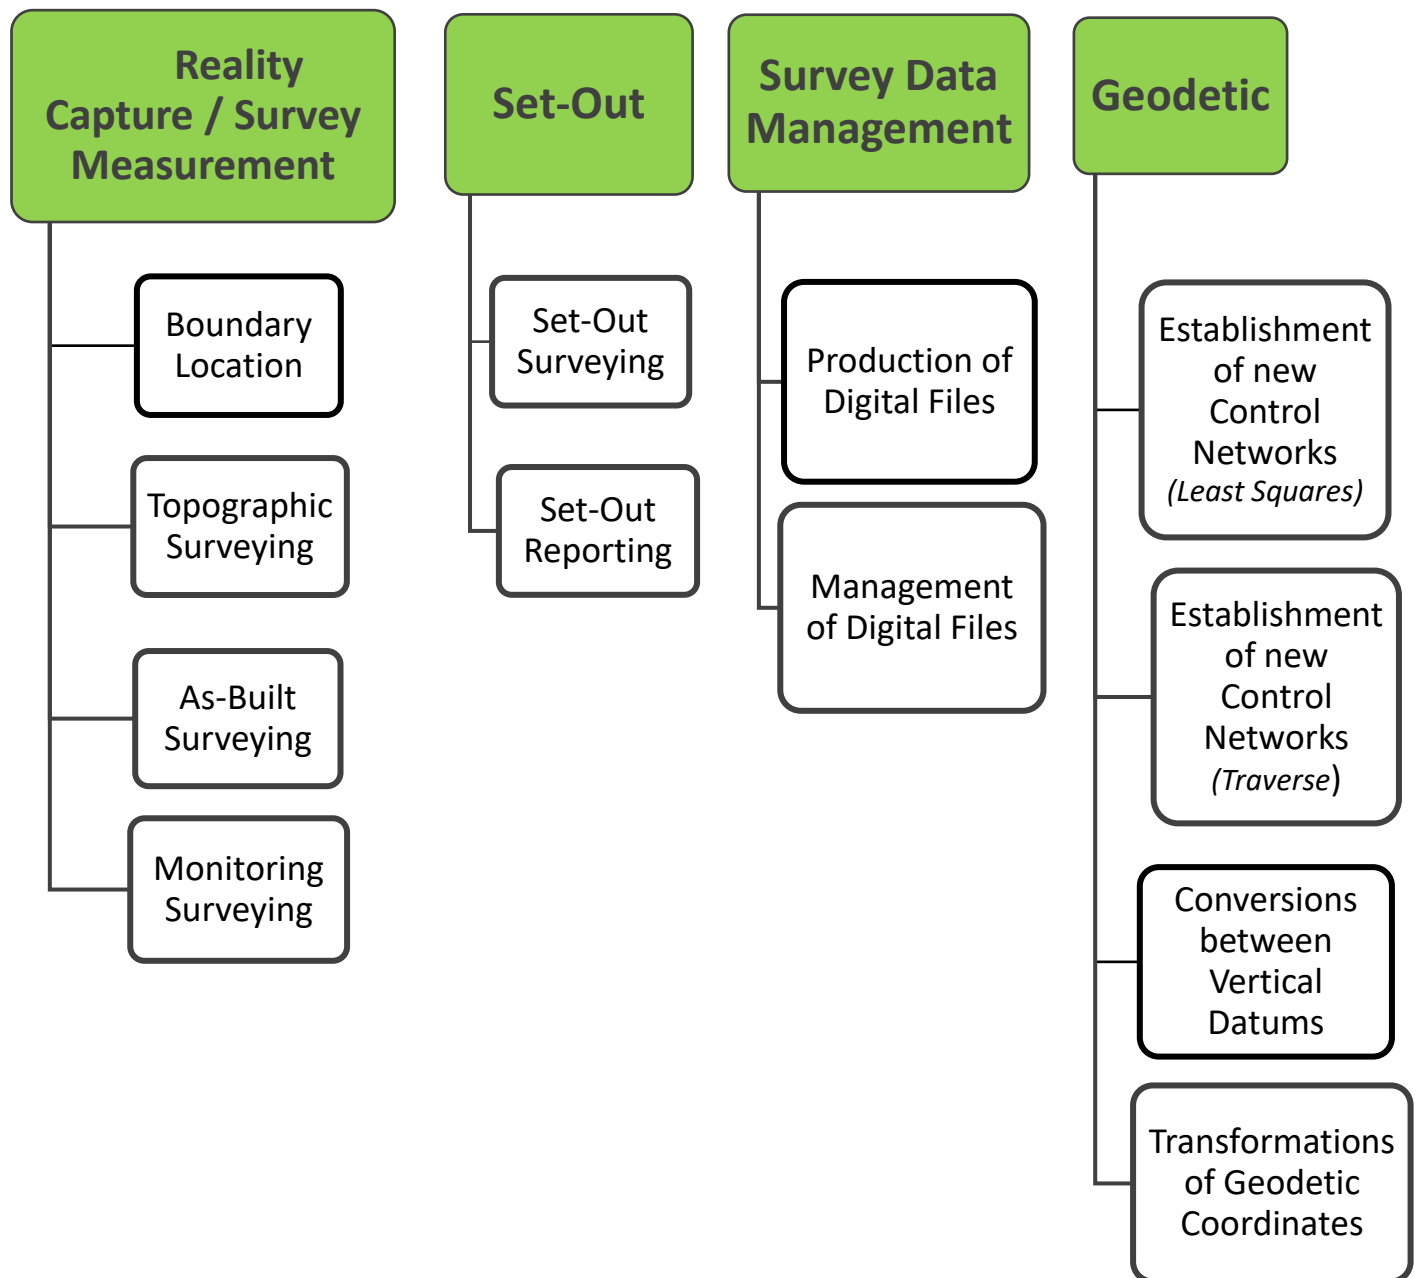 Reality
Capture / Survey
Measurement
Boundary
Location
Topographic
Surveying
As-Built
Surveying
Monitoring
Surveying
Set-Out
Set-Out
Surveying
Set-Out
Reporting
Survey Data
Management
Production of
Digital Files
Management
of Digital Files
Geodetic
Establishment
of new
Control
Networks
(Least Squares)
Establishment
of new
Control
Networks
(Traverse)
Conversions
between
Vertical
Datums
Transformations
of Geodetic
Coordinates